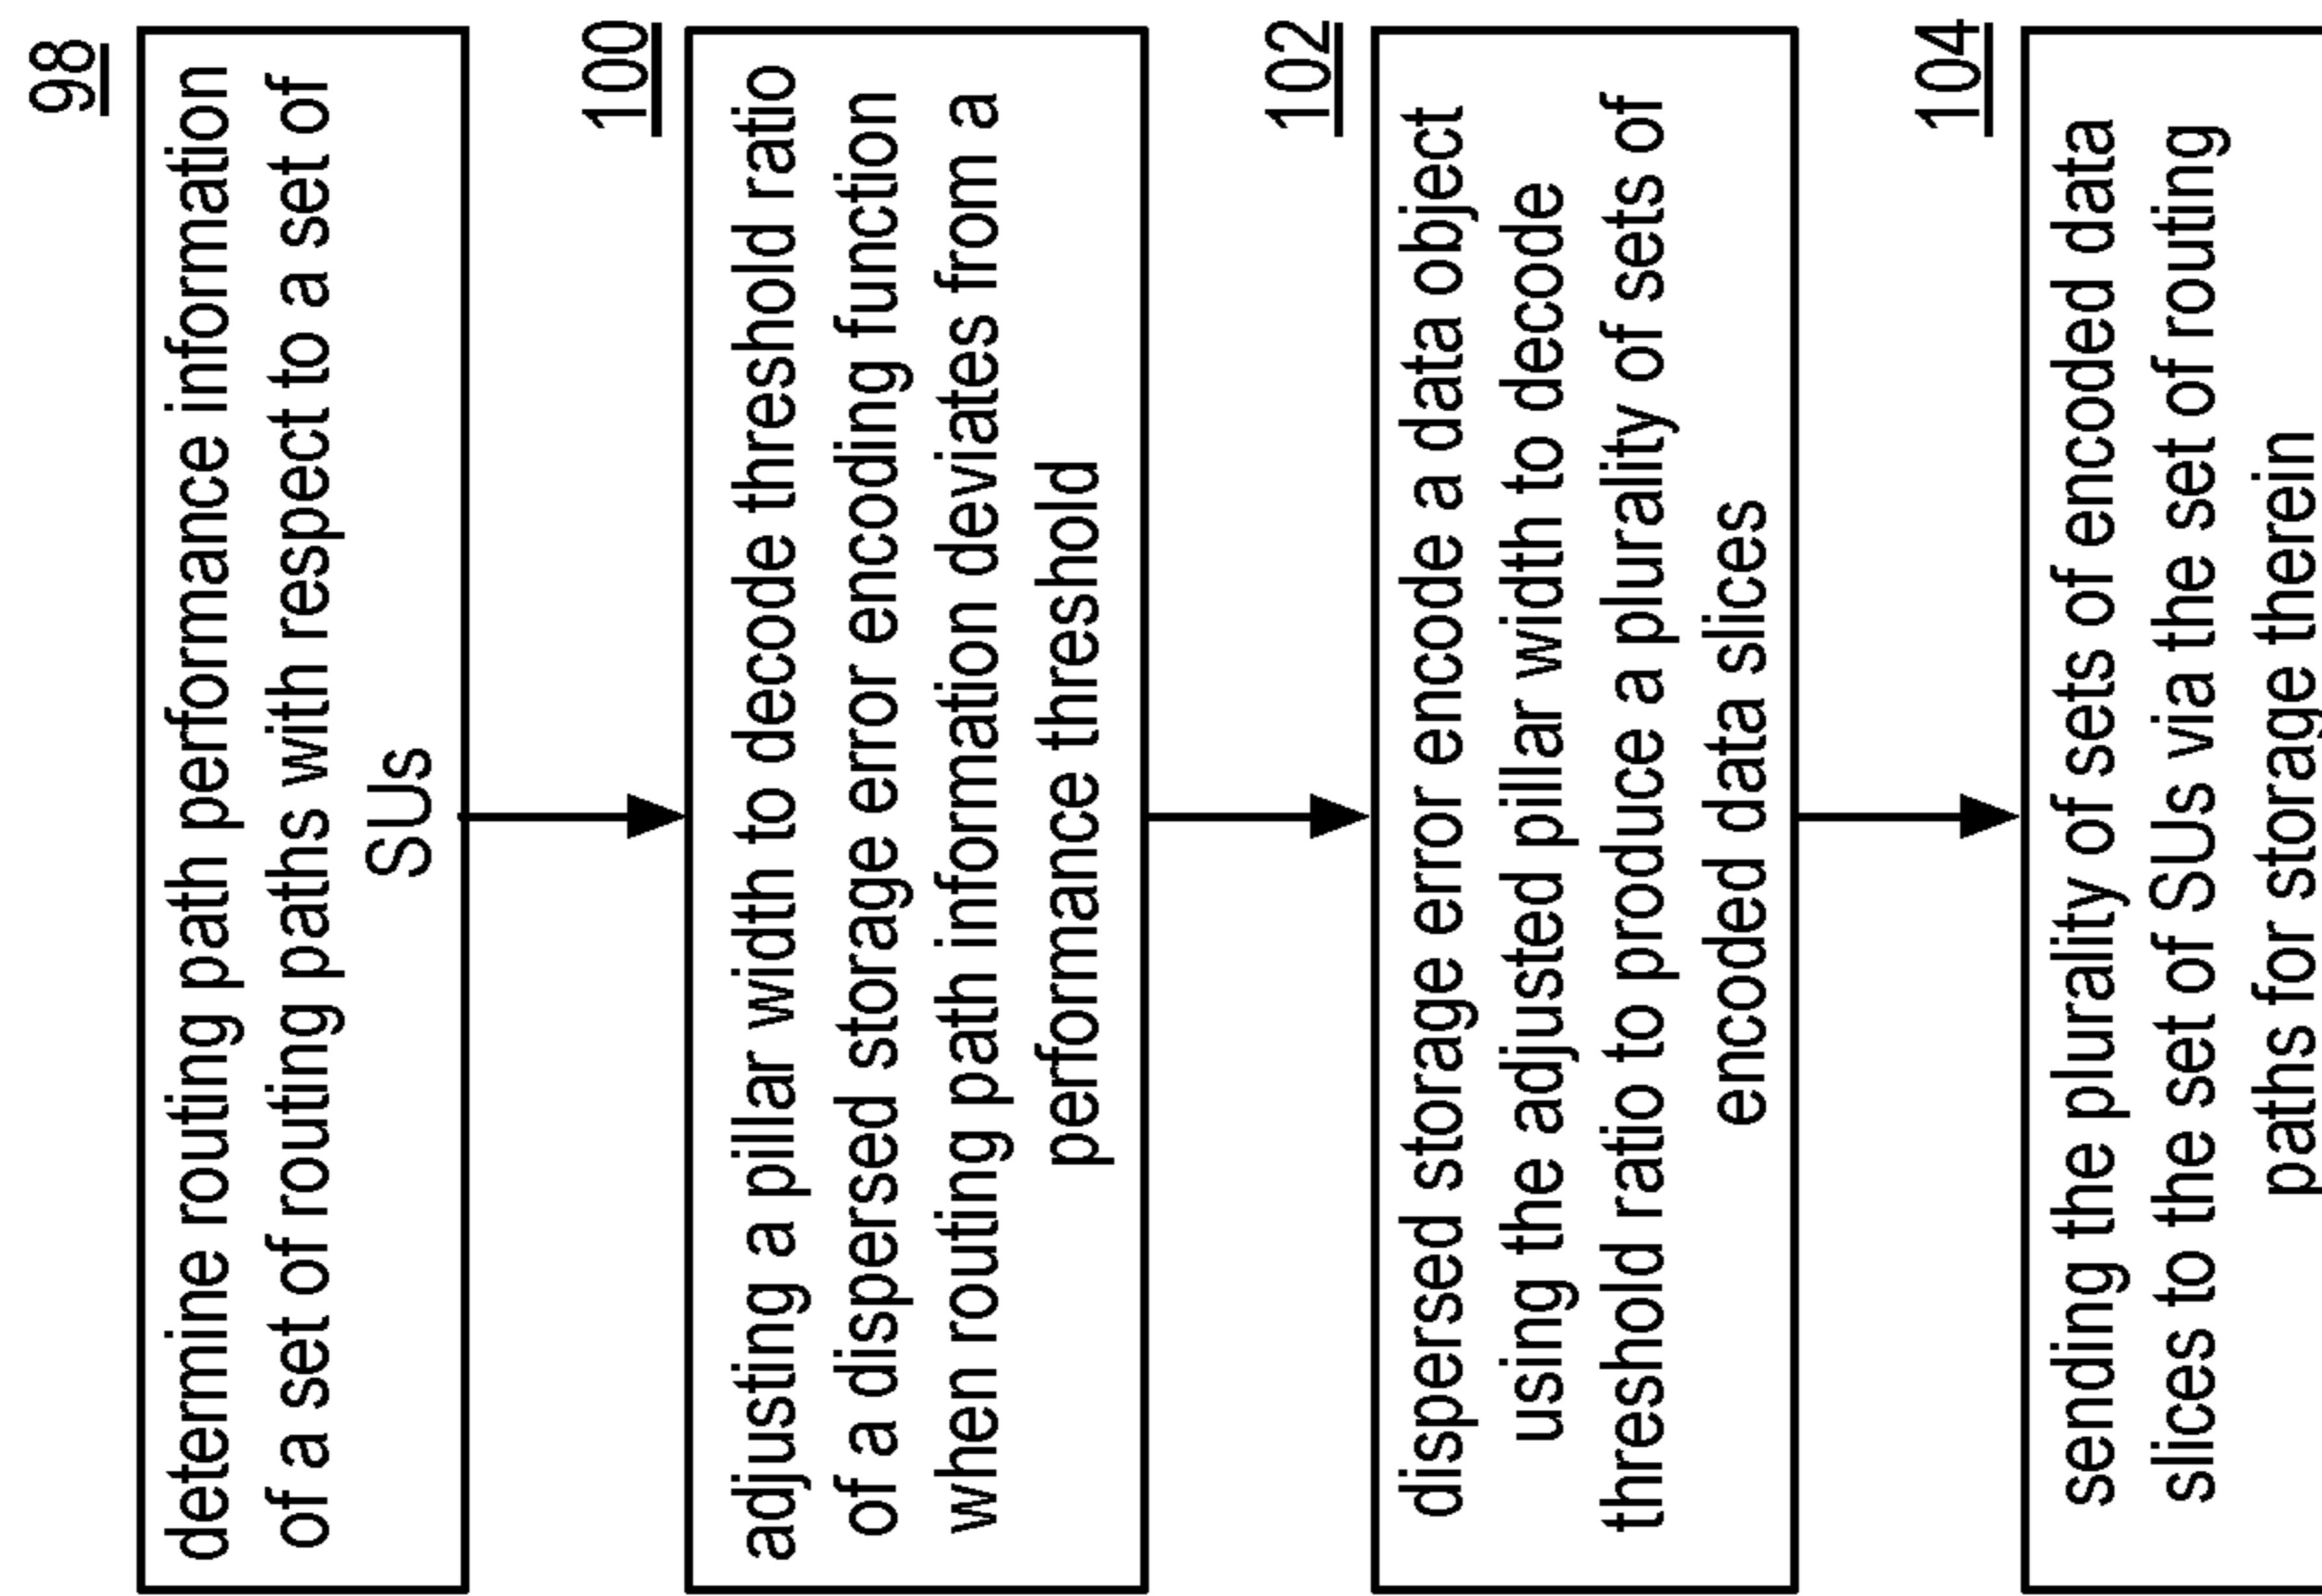 98
determine routing path performance information
of a set of routing paths with respect to a set of
SUs
100
adjusting a pillar width to decode threshold ratio
of a dispersed storage error encoding function
when routing path information deviates from a
performance threshold
102
dispersed storage error encode a data object
using the adjusted pillar width to decode
threshold ratio to produce a plurality of sets of
encoded data slices
104
sending the plurality of sets of encoded data
slices to the set of SUs via the set of routing
paths for storage therein